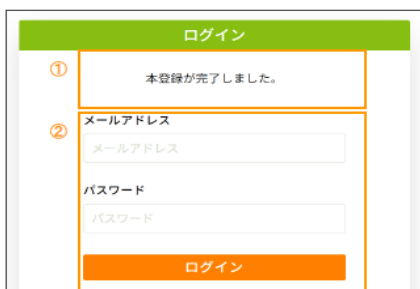 ログイン
①
本登録が完了しました。
②
メールアドレス
メールアドレス
パスワード
パスワード
ログイン